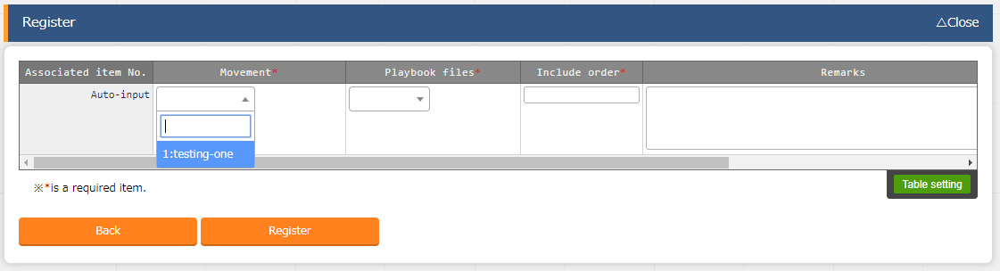 Register
△Close
Associated item No. Movement* Playbook files* Include order* Remarks
Auto-input
1:testing-one
※*is a required item.
Table setting
Back Register